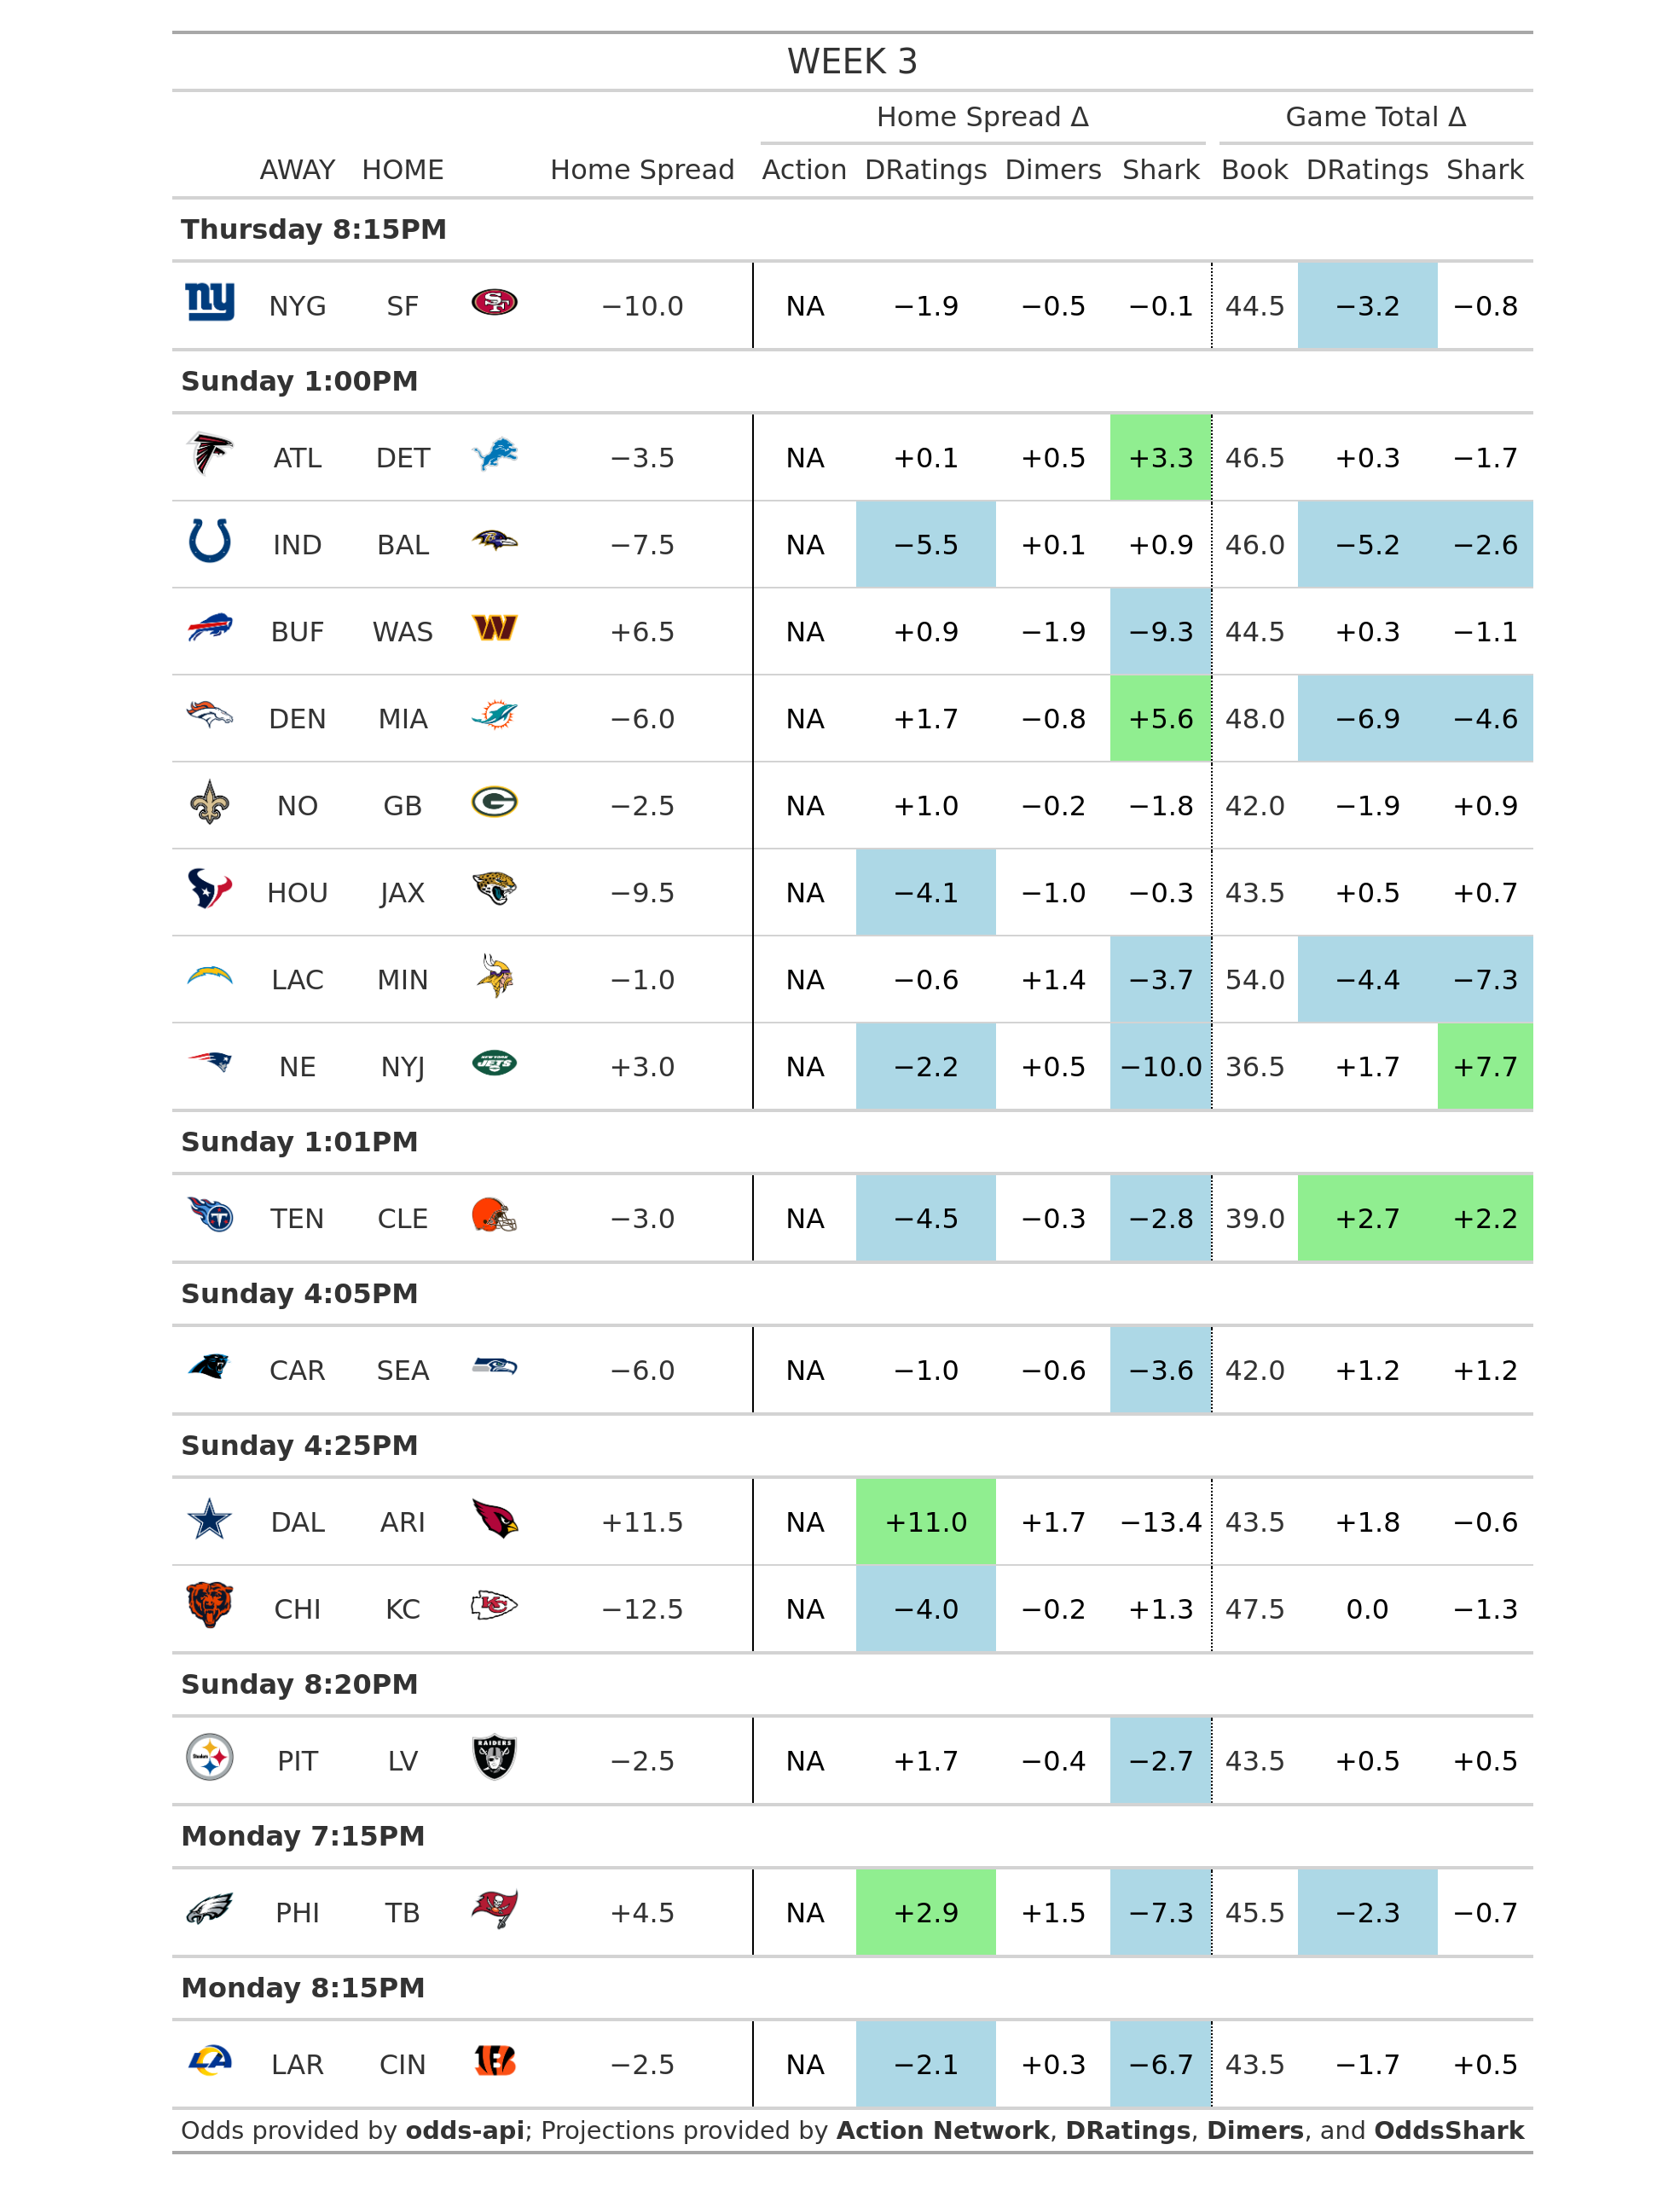 WEEK 3
Home Spread Δ Game Total Δ
AWAY HOME Home Spread Action DRatings Dimers Shark Book DRatings Shark
Thursday 8:15PM
NYG SF −10.0 NA −1.9 −0.5 −0.1 44.5 −3.2 −0.8
Sunday 1:00PM
ATL DET −3.5 NA +0.1 +0.5 +3.3 46.5 +0.3 −1.7
IND BAL −7.5 NA −5.5 +0.1 +0.9 46.0 −5.2 −2.6
BUF WAS +6.5 NA +0.9 −1.9 −9.3 44.5 +0.3 −1.1
DEN MIA −6.0 NA +1.7 −0.8 +5.6 48.0 −6.9 −4.6
NO GB −2.5 NA +1.0 −0.2 −1.8 42.0 −1.9 +0.9
HOU JAX −9.5 NA −4.1 −1.0 −0.3 43.5 +0.5 +0.7
LAC MIN −1.0 NA −0.6 +1.4 −3.7 54.0 −4.4 −7.3
NE NYJ +3.0 NA −2.2 +0.5 −10.0 36.5 +1.7 +7.7
Sunday 1:01PM
TEN CLE −3.0 NA −4.5 −0.3 −2.8 39.0 +2.7 +2.2
Sunday 4:05PM
CAR SEA −6.0 NA −1.0 −0.6 −3.6 42.0 +1.2 +1.2
Sunday 4:25PM
DAL ARI +11.5 NA +11.0 +1.7 −13.4 43.5 +1.8 −0.6
CHI KC −12.5 NA −4.0 −0.2 +1.3 47.5 0.0 −1.3
Sunday 8:20PM
PIT LV −2.5 NA +1.7 −0.4 −2.7 43.5 +0.5 +0.5
Monday 7:15PM
PHI TB +4.5 NA +2.9 +1.5 −7.3 45.5 −2.3 −0.7
Monday 8:15PM
LAR CIN −2.5 NA −2.1 +0.3 −6.7 43.5 −1.7 +0.5
Odds provided by odds-api; Projections provided by Action Network, DRatings, Dimers, and OddsShark